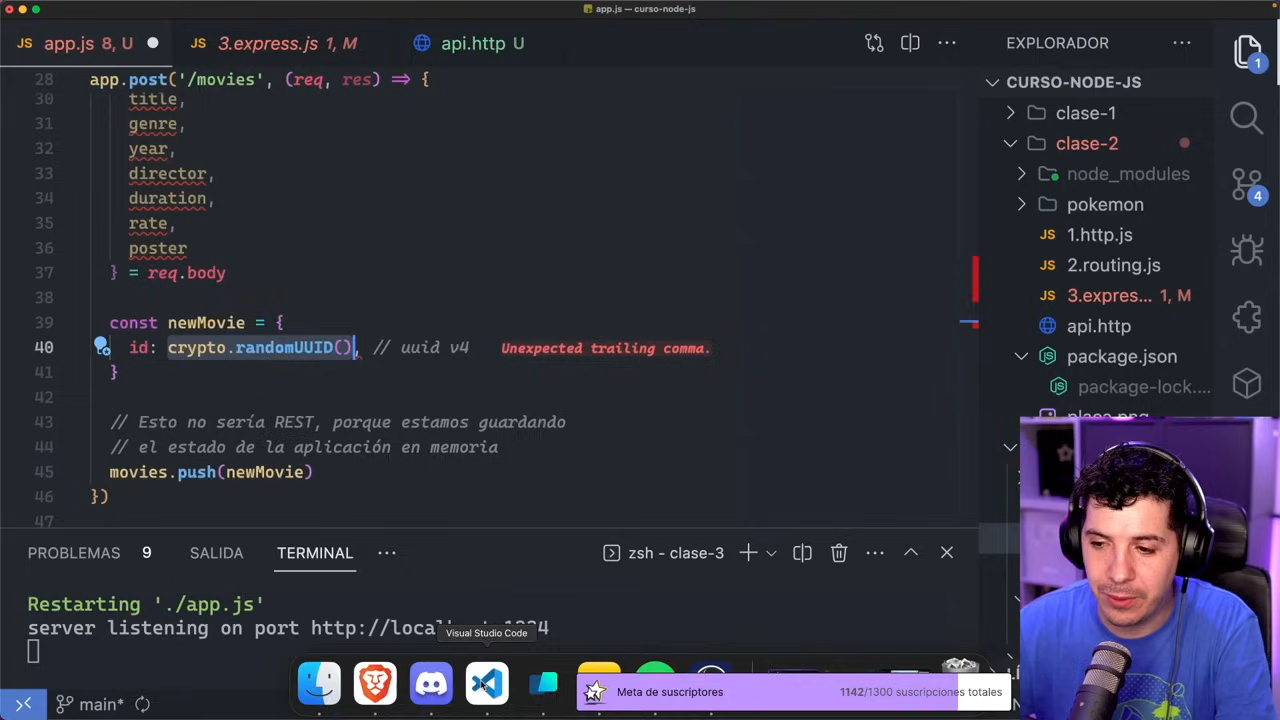 app.js — curso-node-js
JS app.js 8, U
JS 3.express.js 1, M
api.http U
EXPLORADOR
1
28 app.post('/movies', (req, res) => {
30 title,
31 genre,
32 year,
33 director,
34 duration,
35 rate,
36 poster
37 } = req.body
38
39 const newMovie = {
40 id: crypto.randomUUID(), // uuid v4 Unexpected trailing comma.
41 }
42
43 // Esto no sería REST, porque estamos guardando
44 // el estado de la aplicación en memoria
45 movies.push(newMovie)
46 })
47
CURSO-NODE-JS
clase-1
clase-2
node_modules
pokemon
JS 1.http.js
JS 2.routing.js
JS 3.expres... 1, M
api.http
package.json
package-lock....
4
PROBLEMAS 9
SALIDA
TERMINAL
zsh - clase-3
Restarting './app.js'
Visual Studio Code
Meta de suscriptores
1142/1300 suscripciones totales
main*